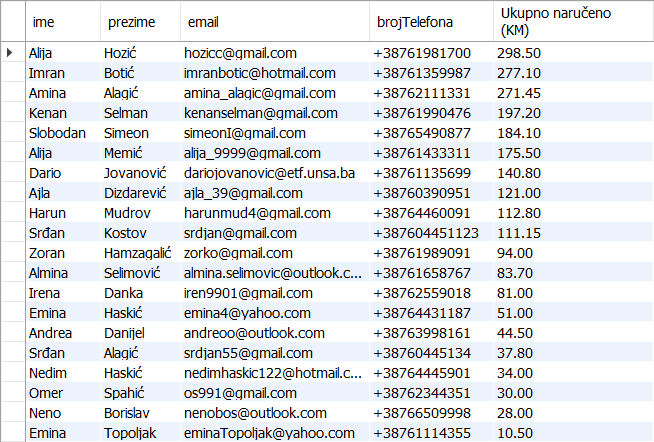 ime prezime email brojTelefona Ukupno naručeno (KM)
Alija Hozić hozicc@gmail.com +38761981700 298.50
Imran Botić imranbotic@hotmail.com +38761359987 277.10
Amina Alagić amina_alagic@gmail.com +38762111331 271.45
Kenan Selman kenanselman@gmail.com +38761990476 197.20
Slobodan Simeon simeonI@gmail.com +38765490877 184.10
Alija Memić alija_9999@gmail.com +38761433311 175.50
Dario Jovanović dariojovanovic@etf.unsa.ba +38761135699 140.80
Ajla Dizdarević ajla_39@gmail.com +38760390951 121.00
Harun Mudrov harunmud4@gmail.com +38764460091 112.80
Srđan Kostov srdjan@gmail.com +387604451123 111.15
Zoran Hamzagalić zorko@gmail.com +38761989091 94.00
Almina Selimović almina.selimovic@outlook.c... +38761658767 83.70
Irena Danka iren9901@gmail.com +38762559018 81.00
Emina Haskić emina4@yahoo.com +38764431187 51.00
Andrea Danijel andreoo@outlook.com +38763998161 44.50
Srđan Alagić srdjan55@gmail.com +38760445134 37.80
Nedim Haskić nedimhaskic122@hotmail.c... +38764445901 34.00
Omer Spahić os991@gmail.com +38762344351 30.00
Neno Borislav nenobos@outlook.com +38766509998 28.00
Emina Topoljak eminaTopoljak@yahoo.com +38761114355 10.50